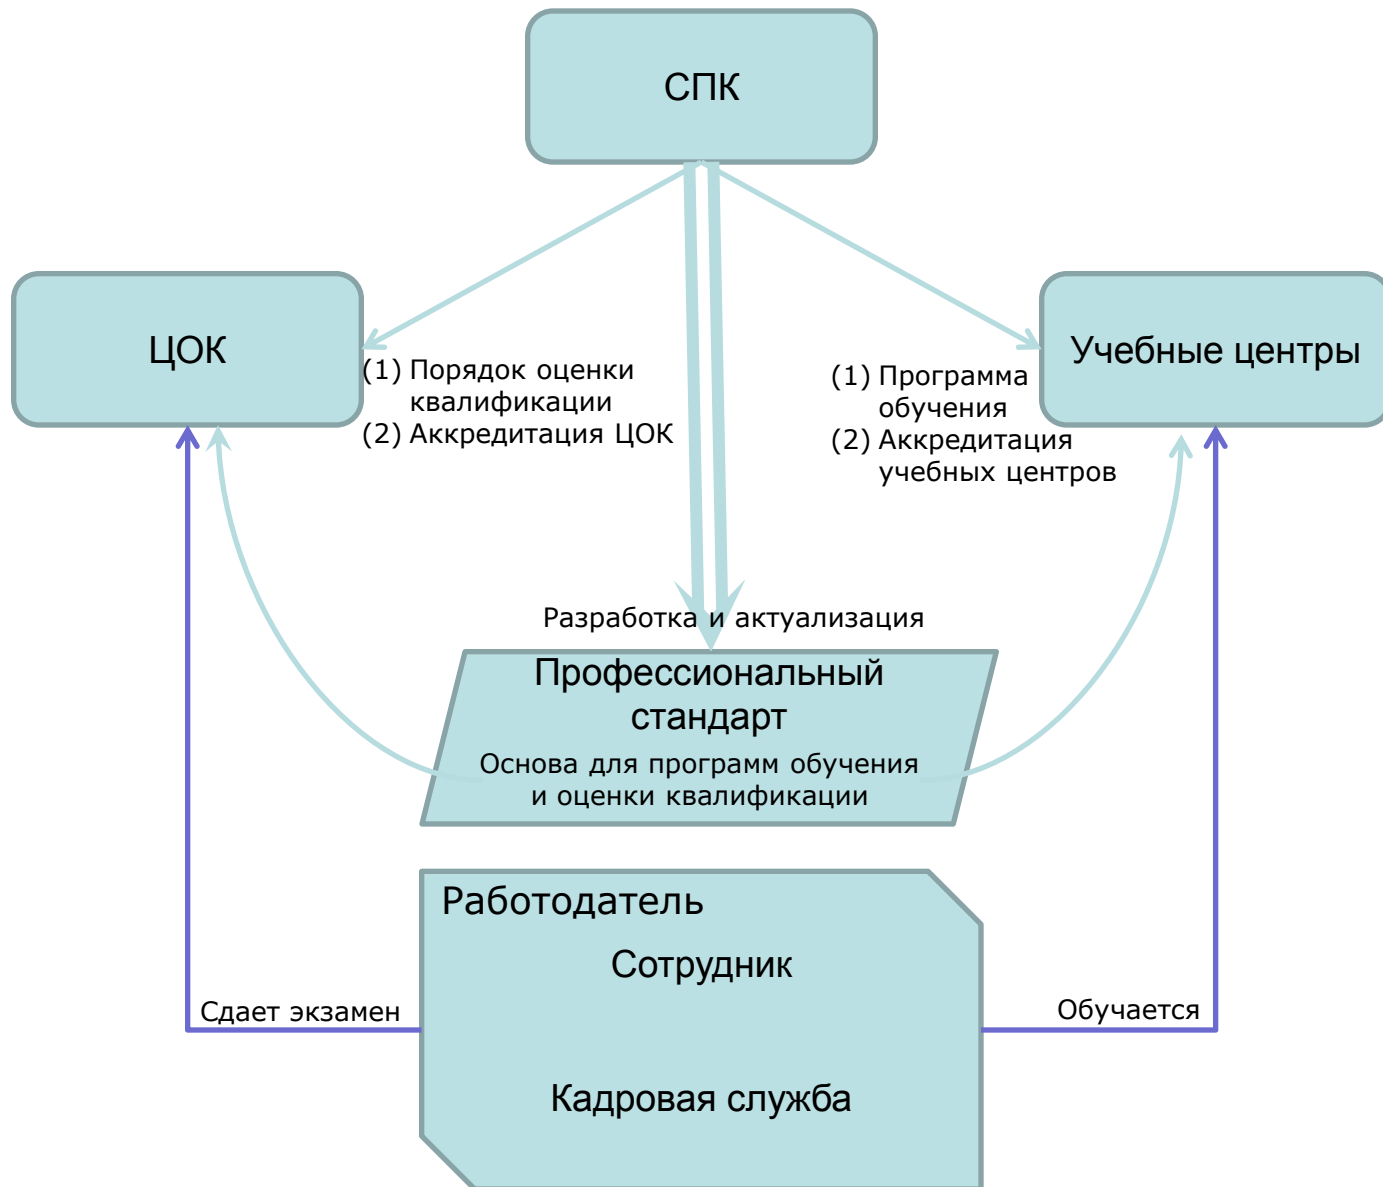 СПК
ЦОК
Учебные центры
(1) Порядок оценки
квалификации
(2) Аккредитация ЦОК
(1) Программа
обучения
(2) Аккредитация
учебных центров
Разработка и актуализация
Профессиональный
стандарт
Основа для программ обучения
и оценки квалификации
Работодатель
Сотрудник
Сдает экзамен
Обучается
Кадровая служба